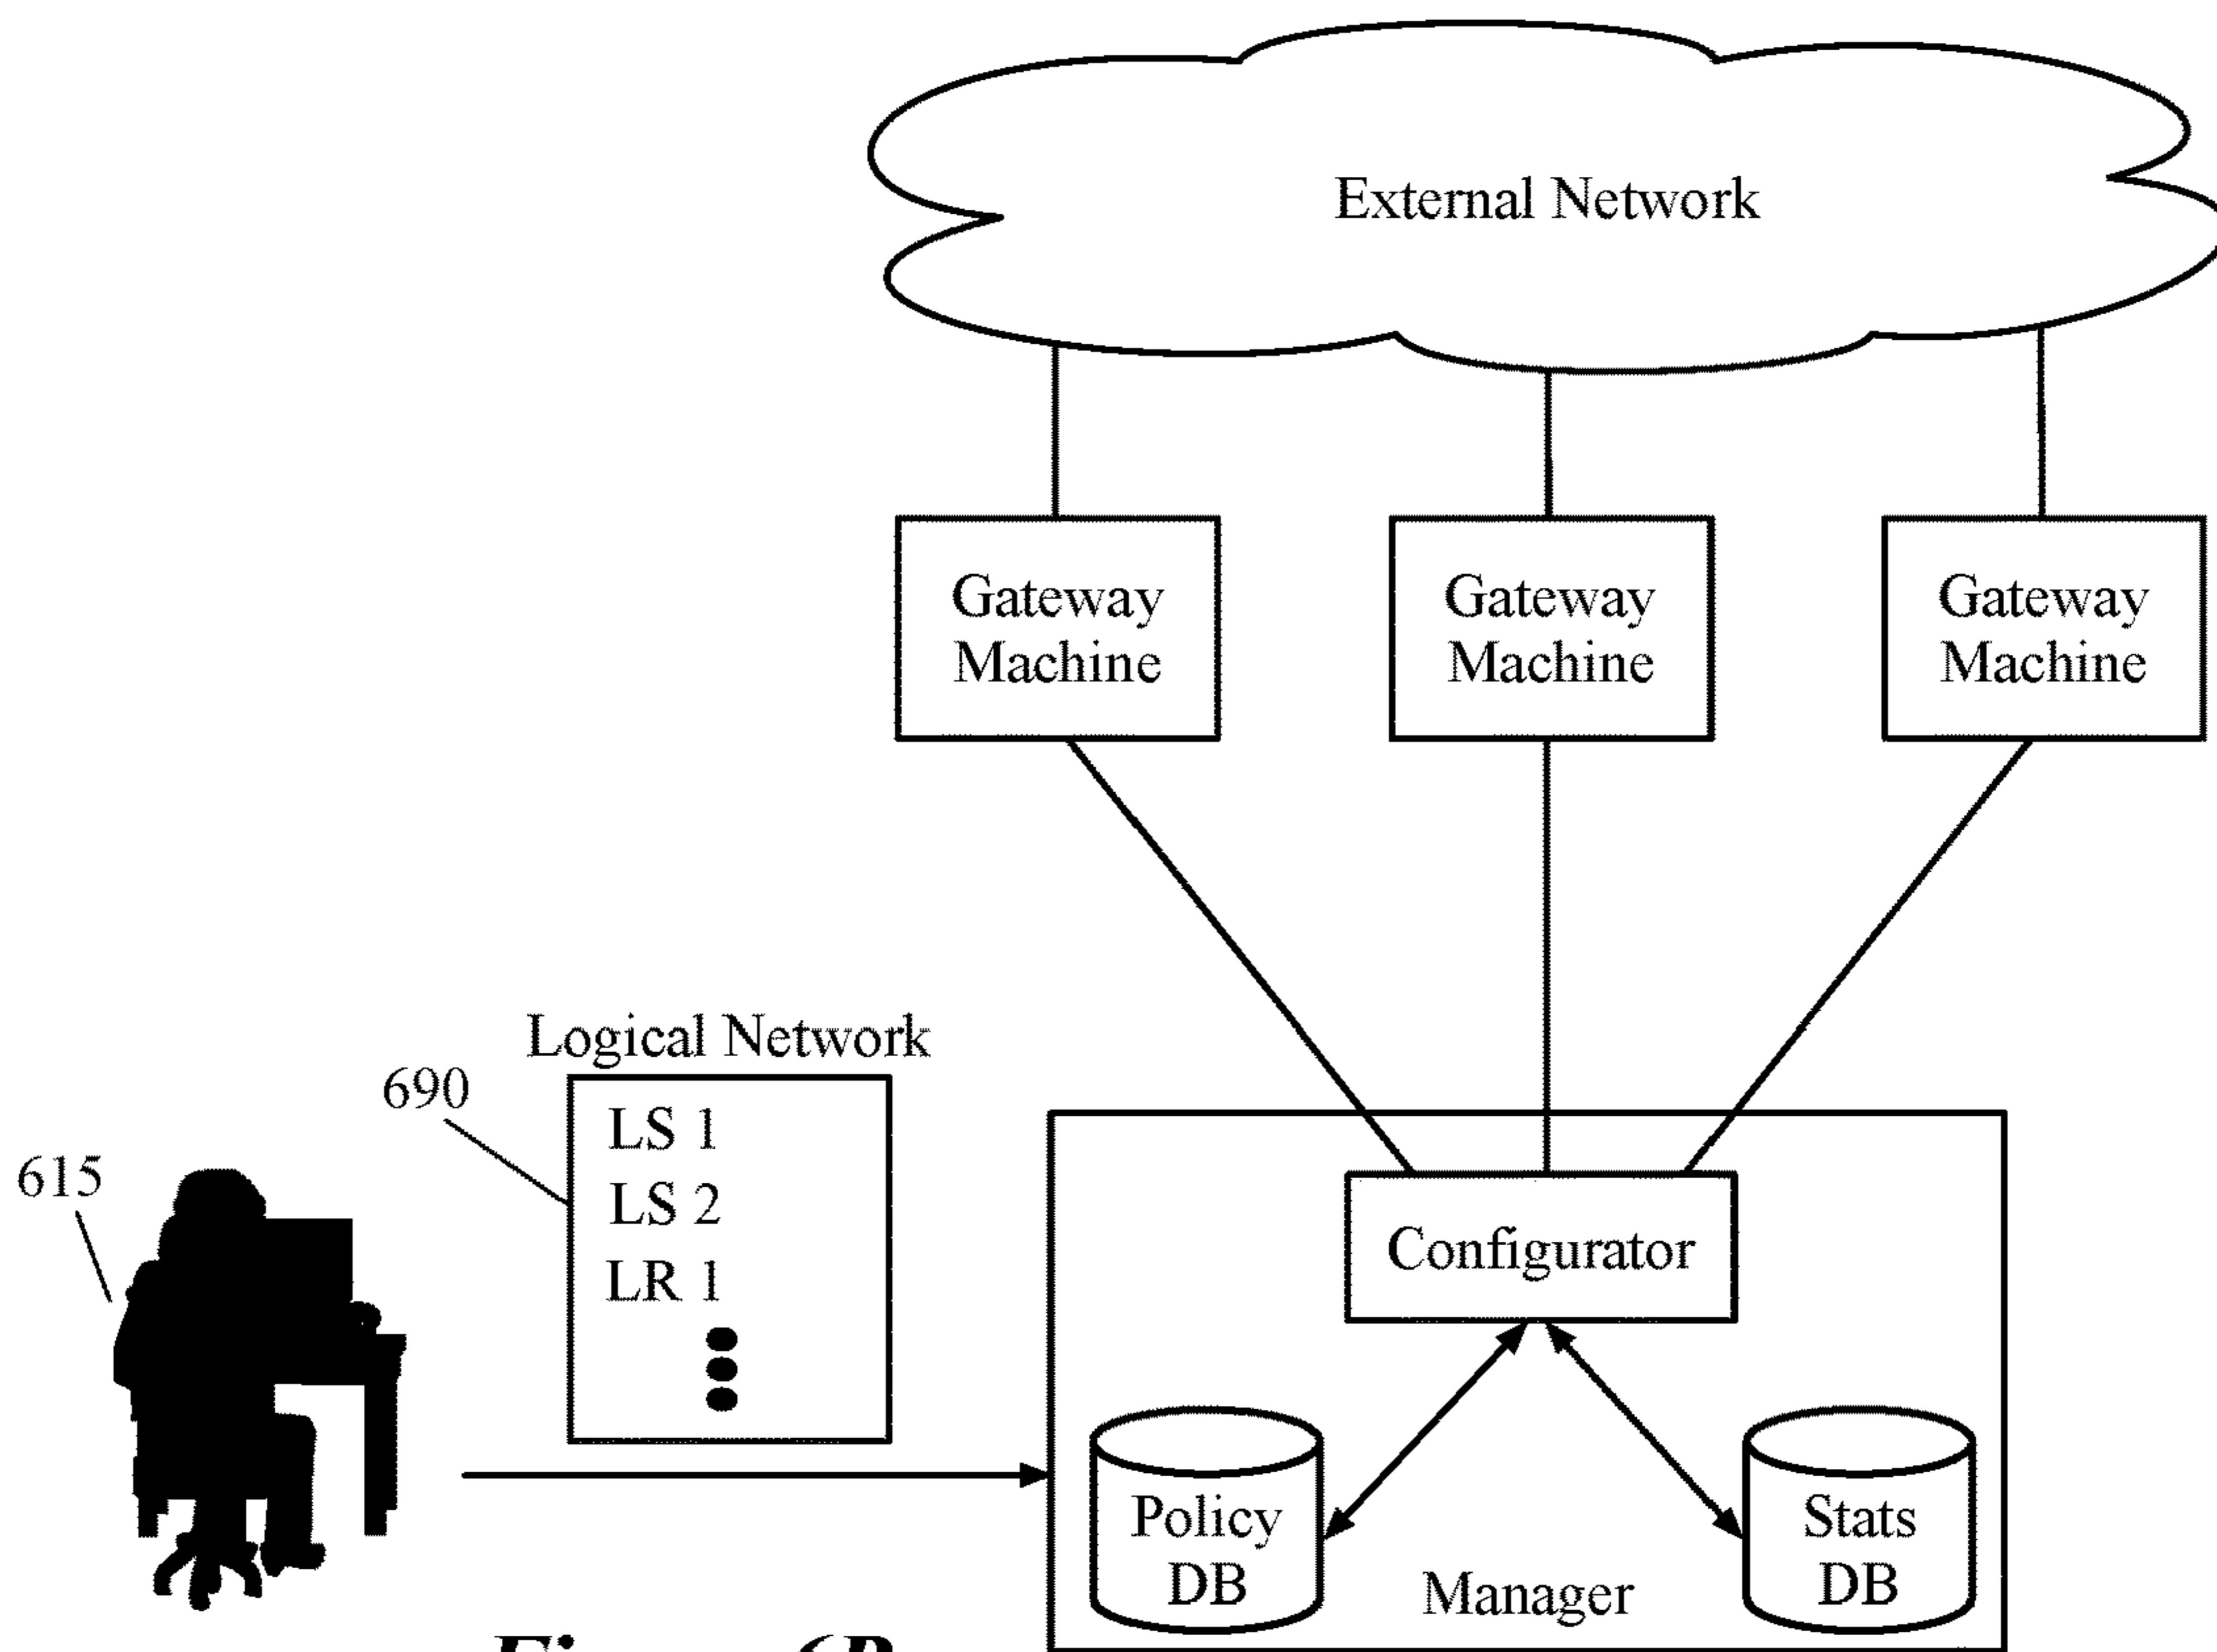 External Network
Gateway
Machine
Gateway
Machine
Gateway
Machine
Logical Network
690
LS 1
LS 2
LR 1
615
Configurator
Policy
DB
Stats
DB
Manager